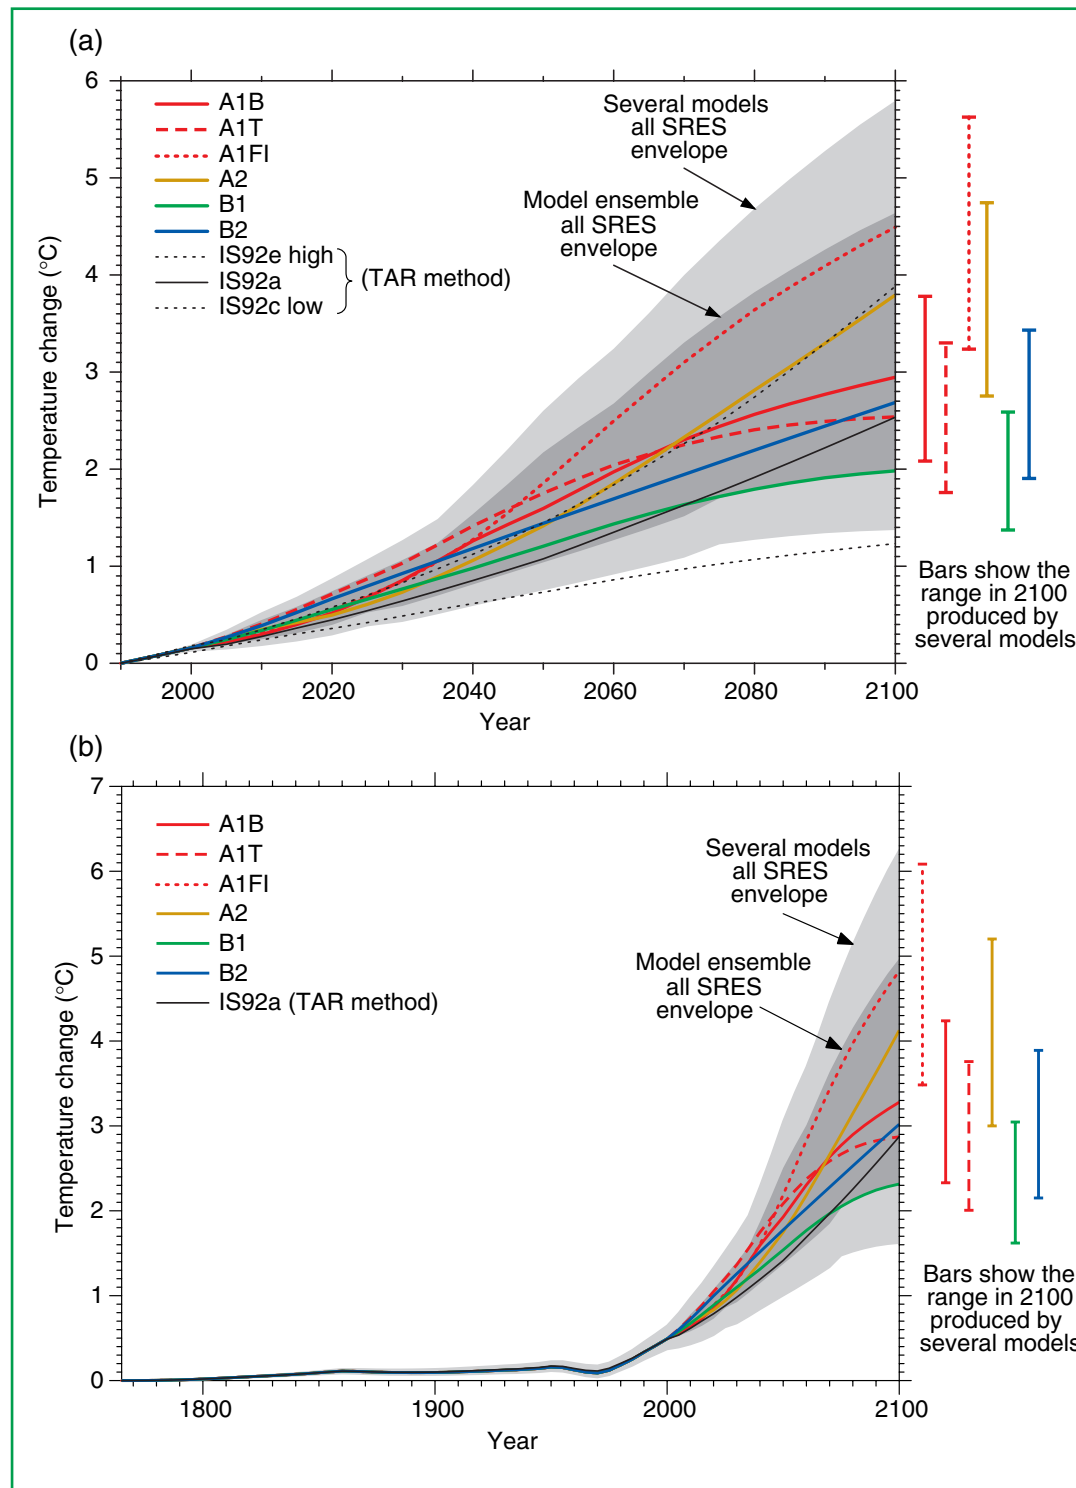 (a)
6
5
4
3
2
1
0
Temperature change (°C)
A1B
A1T
A1FI
A2
B1
B2
IS92e high
IS92a
IS92c low
(TAR method)
Several models
all SRES
envelope
Model ensemble
all SRES
envelope
2000
2020
2040
2060
2080
2100
Year
Bars show the
range in 2100
produced by
several models
(b)
7
6
5
4
3
2
1
0
Temperature change (°C)
A1B
A1T
A1FI
A2
B1
B2
IS92a (TAR method)
Several models
all SRES
envelope
Model ensemble
all SRES
envelope
1800
1900
2000
2100
Year
Bars show the
range in 2100
produced by
several models